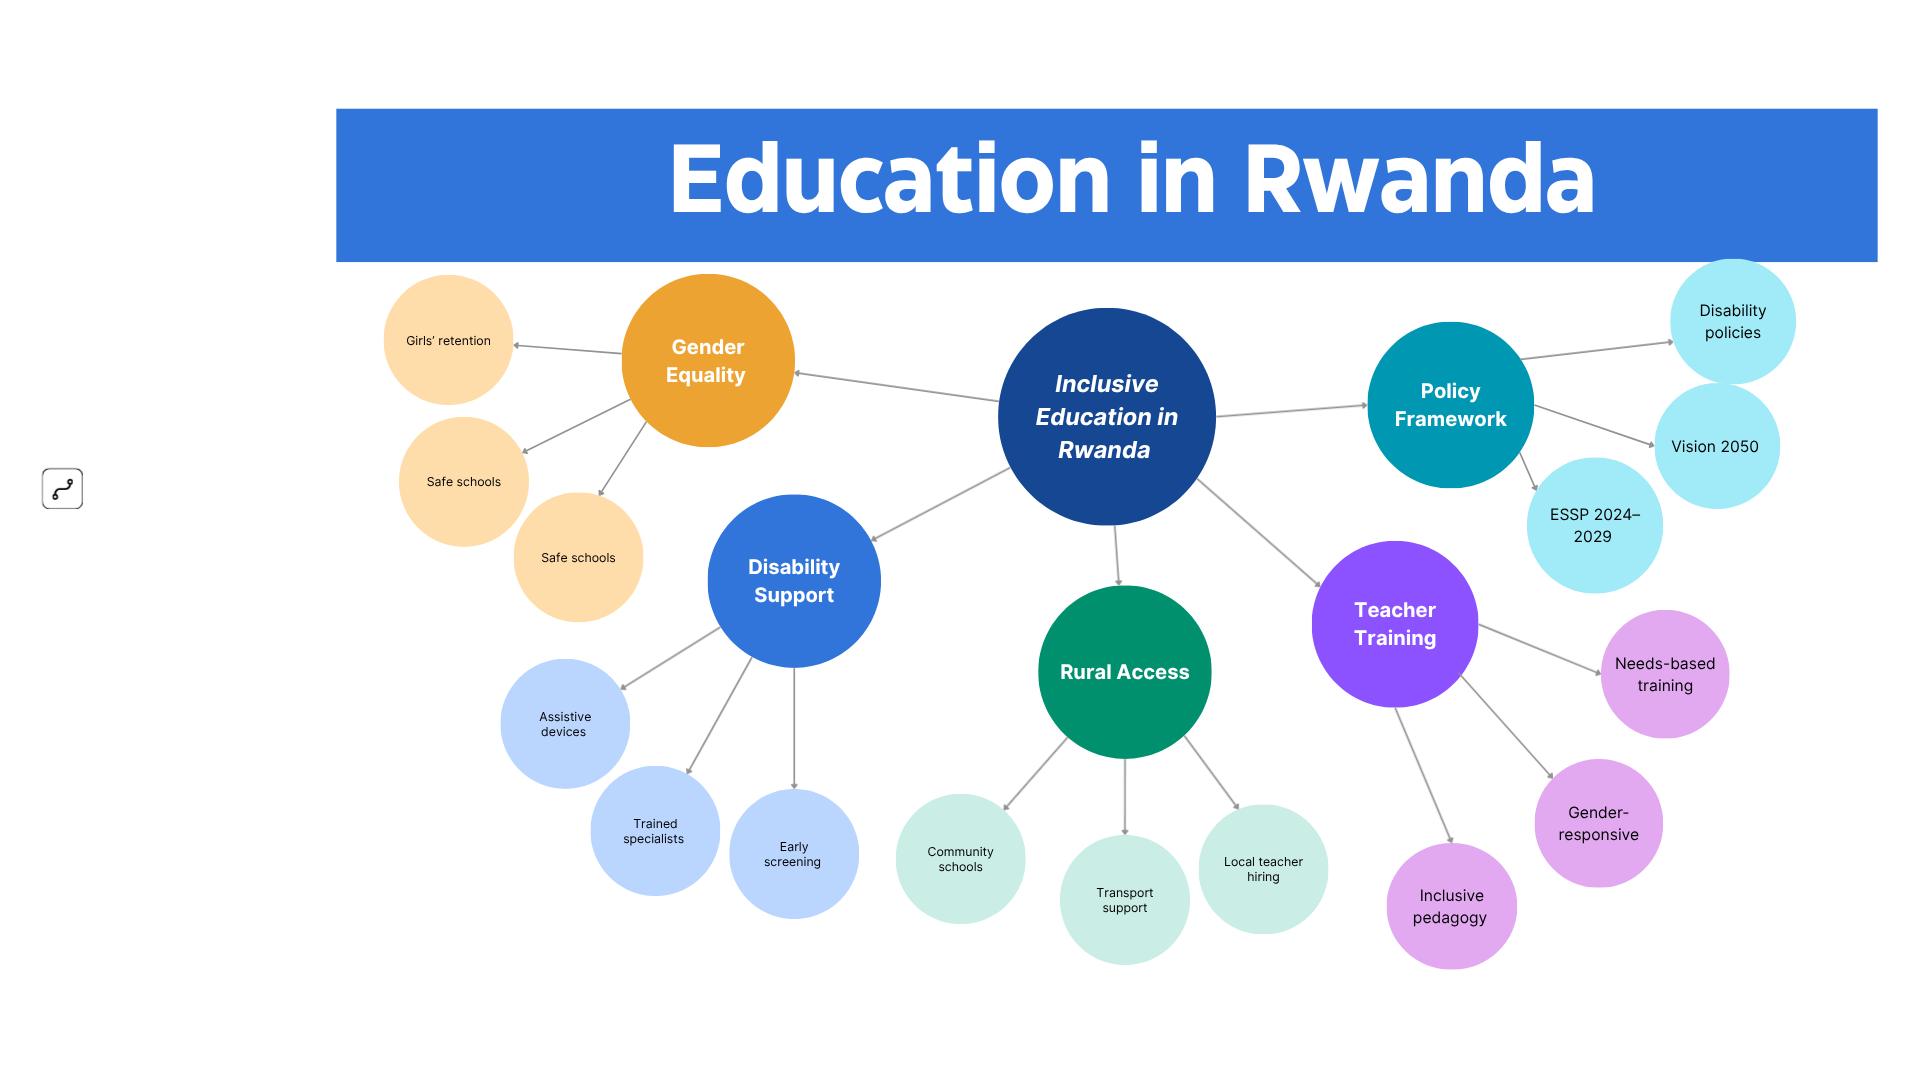 Education in Rwanda
Girls’ retention
Gender
Equality
Safe schools
Safe schools
Inclusive
Education in
Rwanda
Policy
Framework
Disability
policies
Vision 2050
ESSP 2024–
2029
Disability
Support
Assistive
devices
Trained
specialists
Early
screening
Rural Access
Community
schools
Transport
support
Local teacher
hiring
Teacher
Training
Needs-based
training
Gender-
responsive
Inclusive
pedagogy